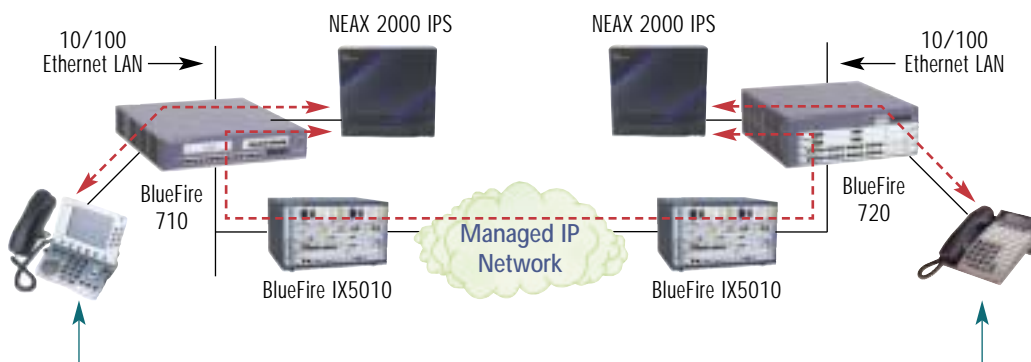 NEAX 2000 IPS
NEAX 2000 IPS
10/100
Ethernet LAN
10/100
Ethernet LAN
BlueFire
710
BlueFire
720
Managed IP
Network
BlueFire IX5010
BlueFire IX5010